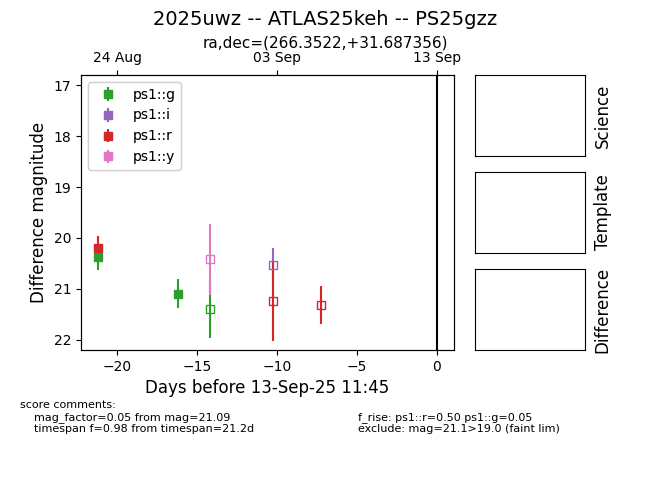 2025uwz -- ATLAS25keh -- PS25gzz
ra,dec=(266.3522,+31.687356)
24 Aug 03 Sep 13 Sep
ps1::g
ps1::i
ps1::r
ps1::y
17
18
19
20
21
22
Difference magnitude
−20 −15 −10 −5 0
Days before 13-Sep-25 11:45
Science
Template
Difference
score comments:
mag_factor=0.05 from mag=21.09
timespan f=0.98 from timespan=21.2d
f_rise: ps1::r=0.50 ps1::g=0.05
exclude: mag=21.1>19.0 (faint lim)